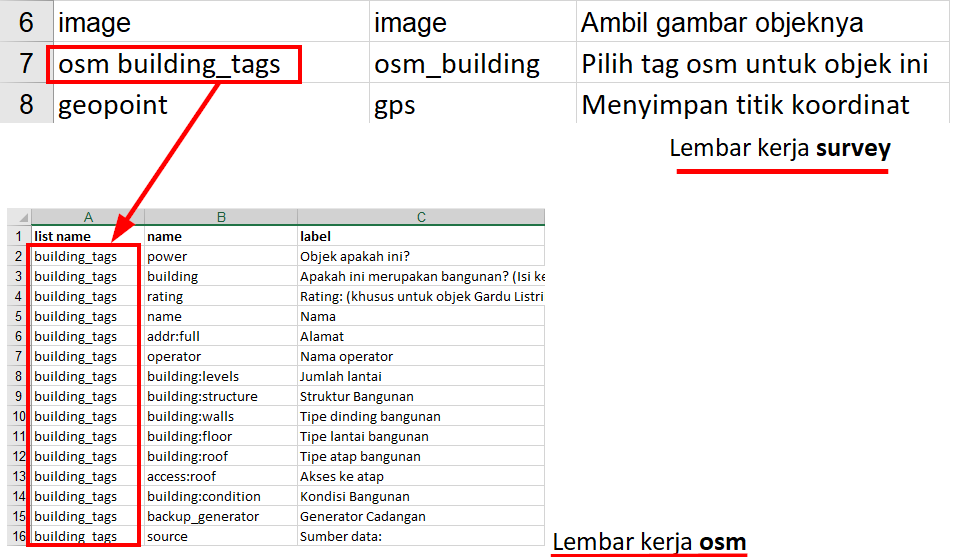 6 image image Ambil gambar objeknya
7 osm building_tags osm_building Pilih tag osm untuk objek ini
8 geopoint gps Menyimpan titik koordinat
Lembar kerja survey
A B C
1 list name name label
2 building_tags power Objek apakah ini?
3 building_tags building Apakah ini merupakan bangunan? (Isi ke
4 building_tags rating Rating: (khusus untuk objek Gardu Listri
5 building_tags name Nama
6 building_tags addr:full Alamat
7 building_tags operator Nama operator
8 building_tags building:levels Jumlah lantai
9 building_tags building:structure Struktur Bangunan
10 building_tags building:walls Tipe dinding bangunan
11 building_tags building:floor Tipe lantai bangunan
12 building_tags building:roof Tipe atap bangunan
13 building_tags access:roof Akses ke atap
14 building_tags building:condition Kondisi Bangunan
15 building_tags backup_generator Generator Cadangan
16 building_tags source Sumber data:
Lembar kerja osm